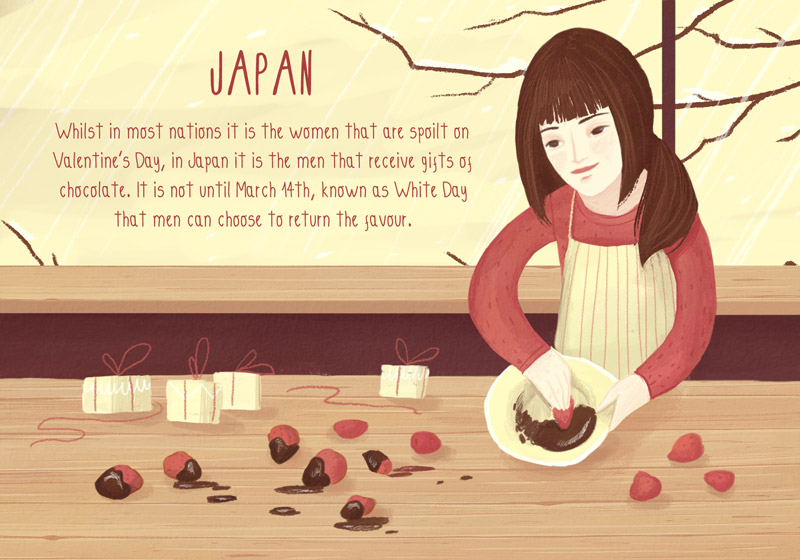 JAPAN
Whilst in most nations it is the women that are spoilt on
Valentine's Day, in Japan it is the men that receive gifts of
chocolate. It is not until March 14th, known as White Day
that men can choose to return the favour.